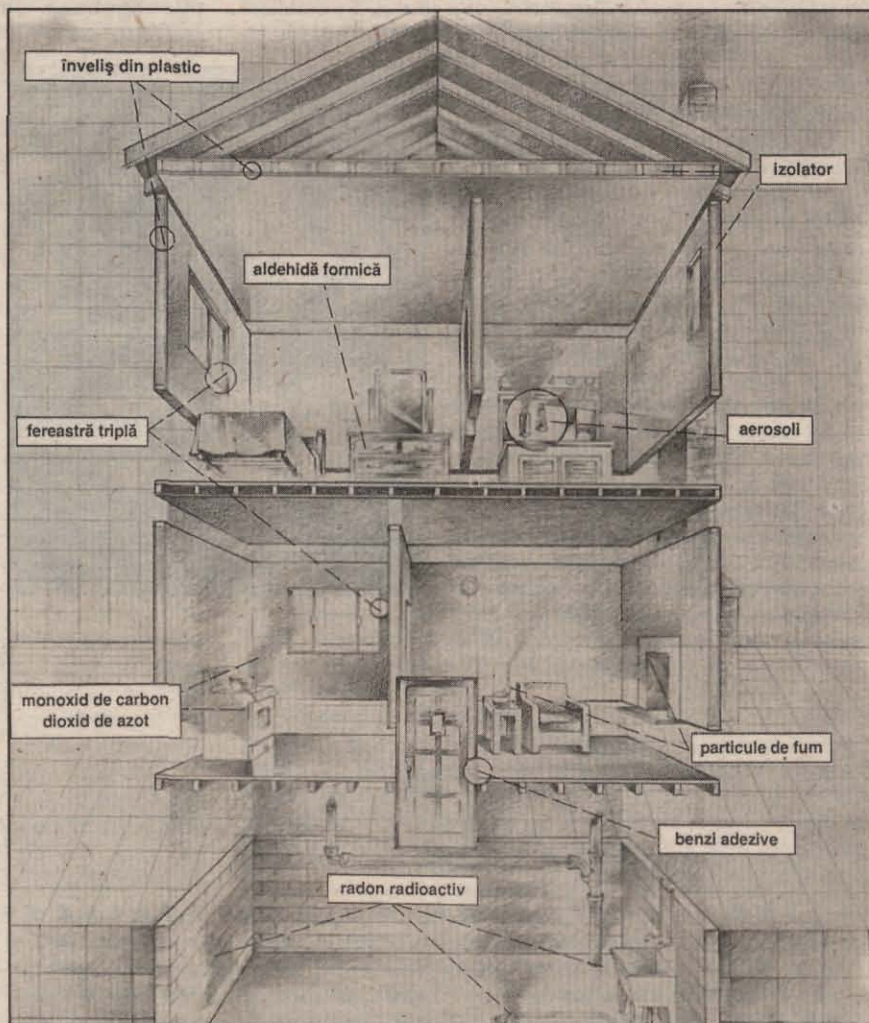 înveliş din plastic
izolator
aldehidă formică
fereastră triplă
aerosoli
monoxid de carbon
dioxid de azot
particule de fum
benzi adezive
radon radioactiv